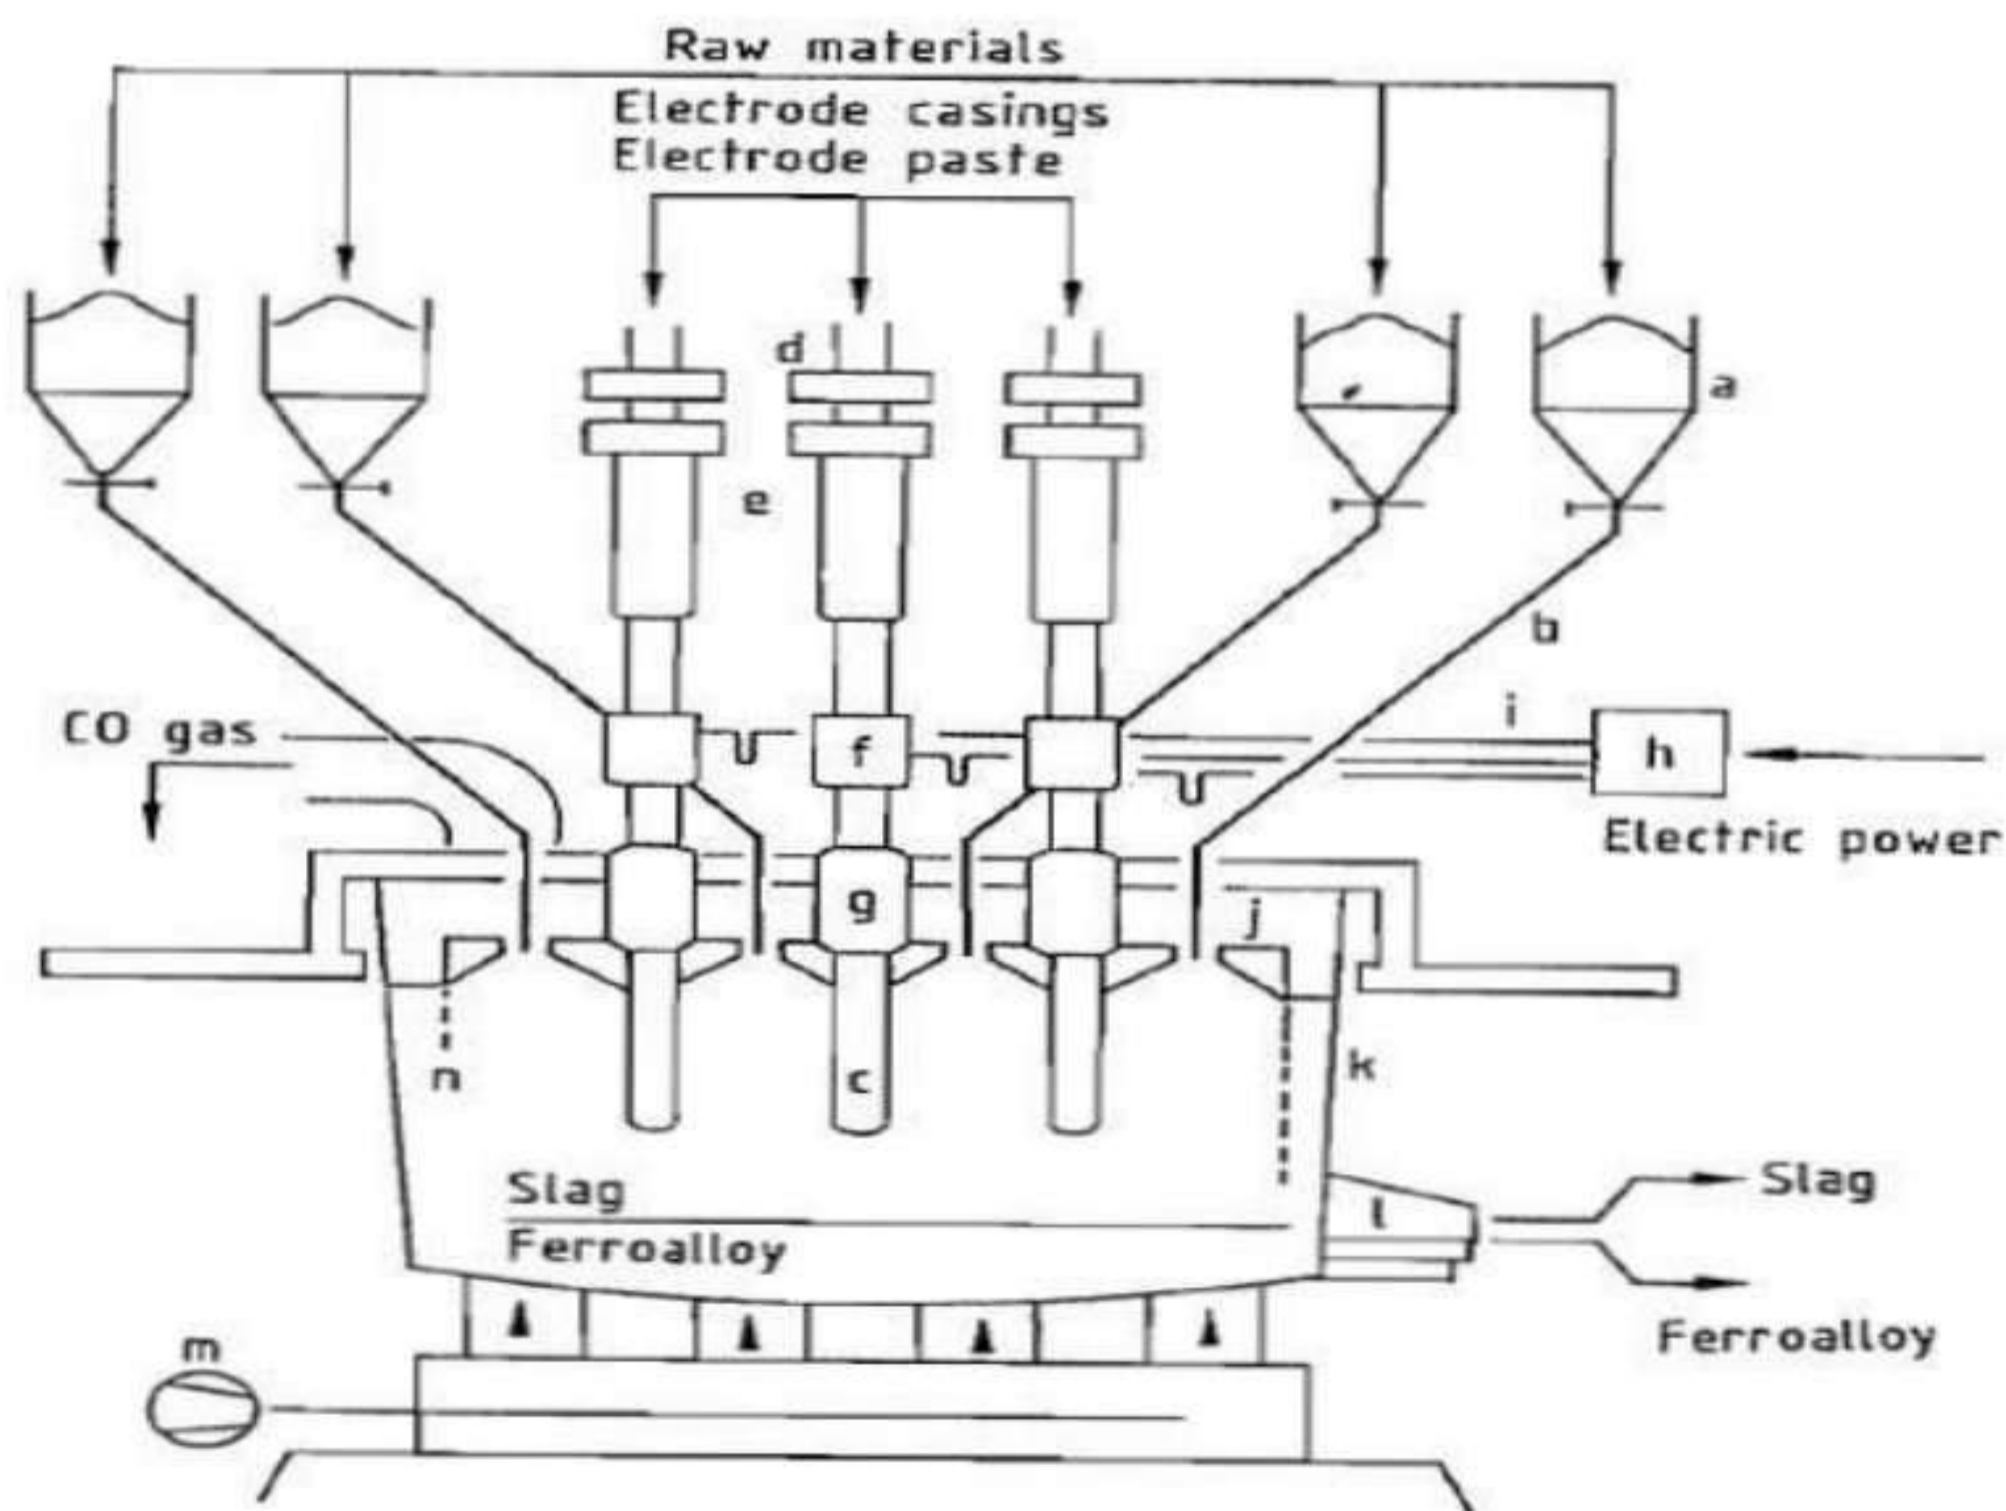 Raw materials
Electrode casings
Electrode paste
d
a
e
b
CO gas
i
f
h
Electric power
g
j
n
c
k
Slag
Ferroalloy
l
Slag
Ferroalloy
m